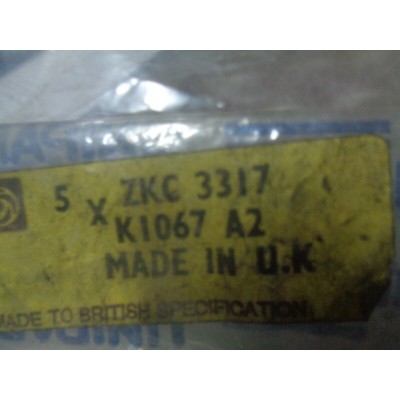 5 X ZKC 3317
K1067 A2
MADE IN U.K
MADE TO BRITISH SPECIFICATION